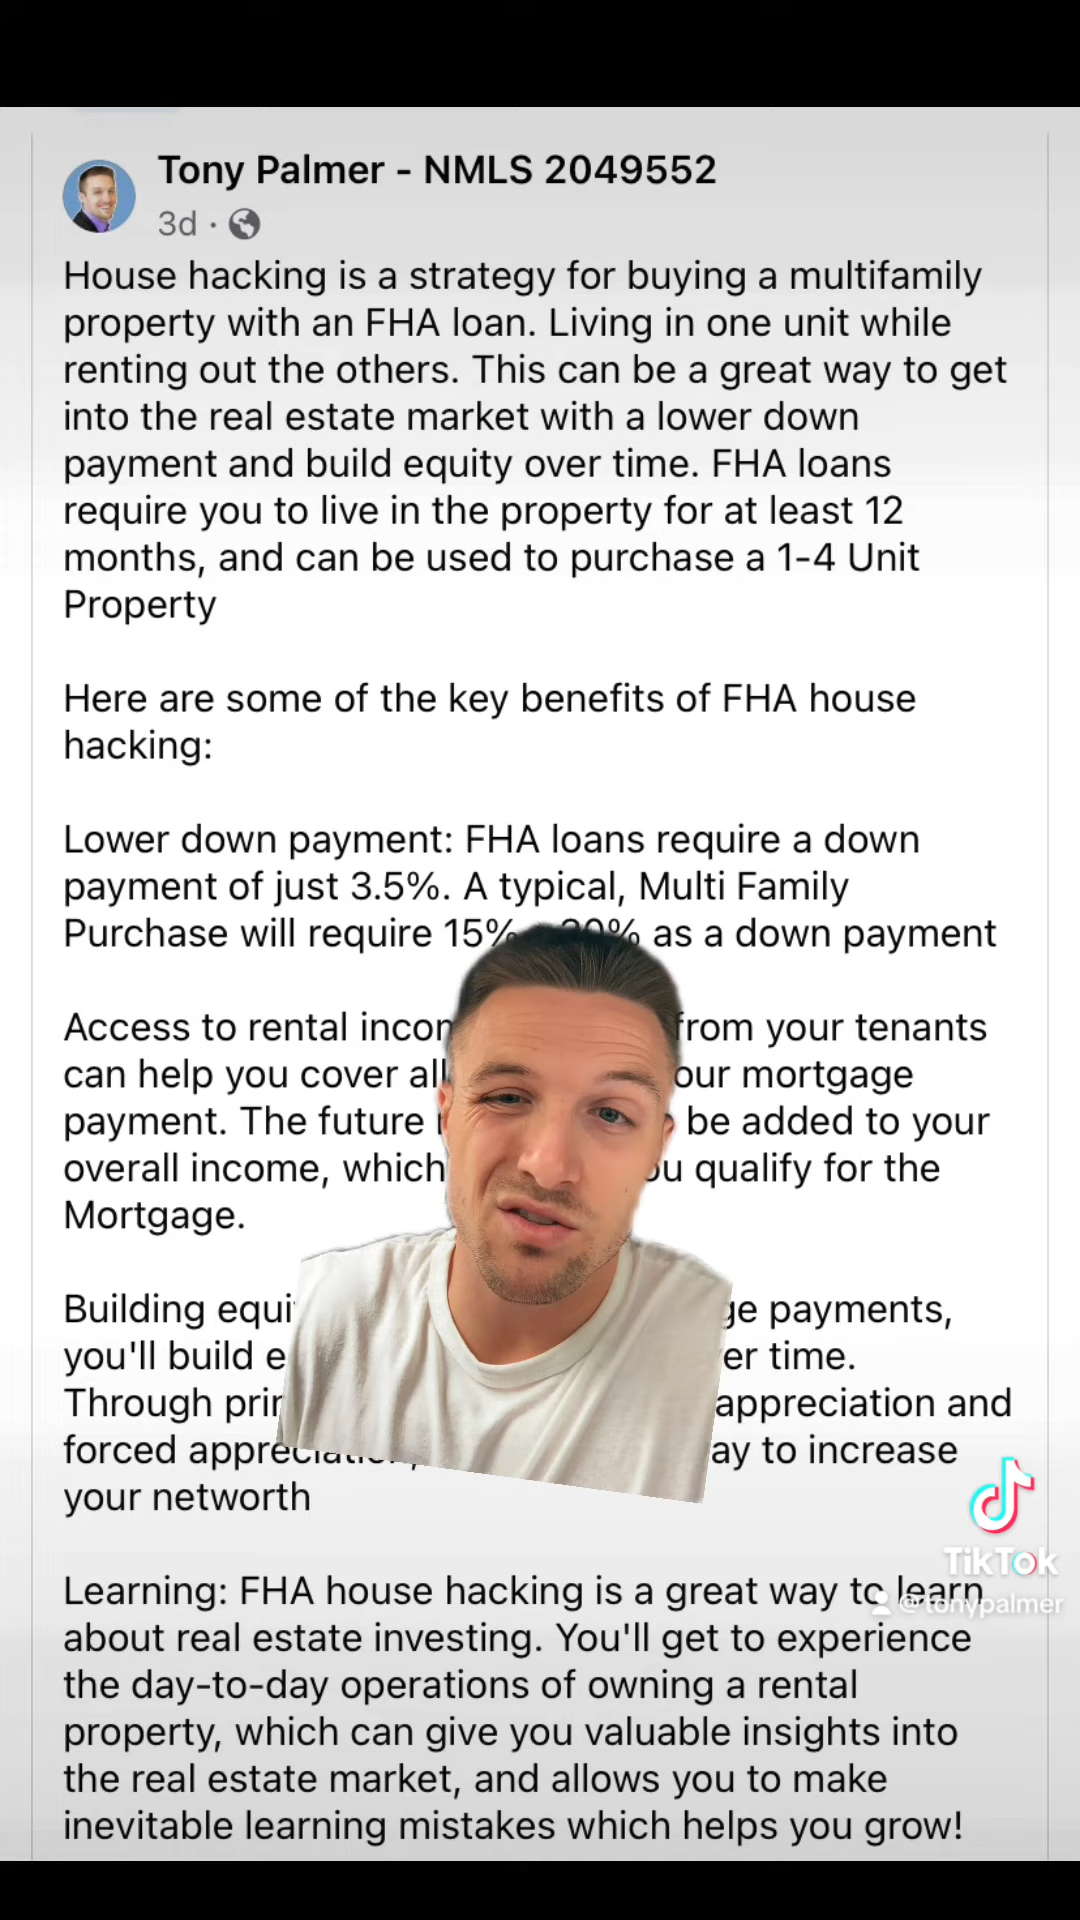 Tony Palmer - NMLS 2049552
3d ·
House hacking is a strategy for buying a multifamily
property with an FHA loan. Living in one unit while
renting out the others. This can be a great way to get
into the real estate market with a lower down
payment and build equity over time. FHA loans
require you to live in the property for at least 12
months, and can be used to purchase a 1-4 Unit
Property
Here are some of the key benefits of FHA house
hacking:
Lower down payment: FHA loans require a down
payment of just 3.5%. A typical, Multi Family
Purchase will require 15% 20% as a down payment
Access to rental from your tenants
can help you cover all mortgage
payment. The future be added to your
overall income, which qualify for the
Mortgage.
Building payments,
you'll build time.
Through appreciation and
forced to increase
your networth
TikTok
Learning: FHA house hacking is a great way to learn
@tonypalmer
about real estate investing. You'll get to experience
the day-to-day operations of owning a rental
property, which can give you valuable insights into
the real estate market, and allows you to make
inevitable learning mistakes which helps you grow!